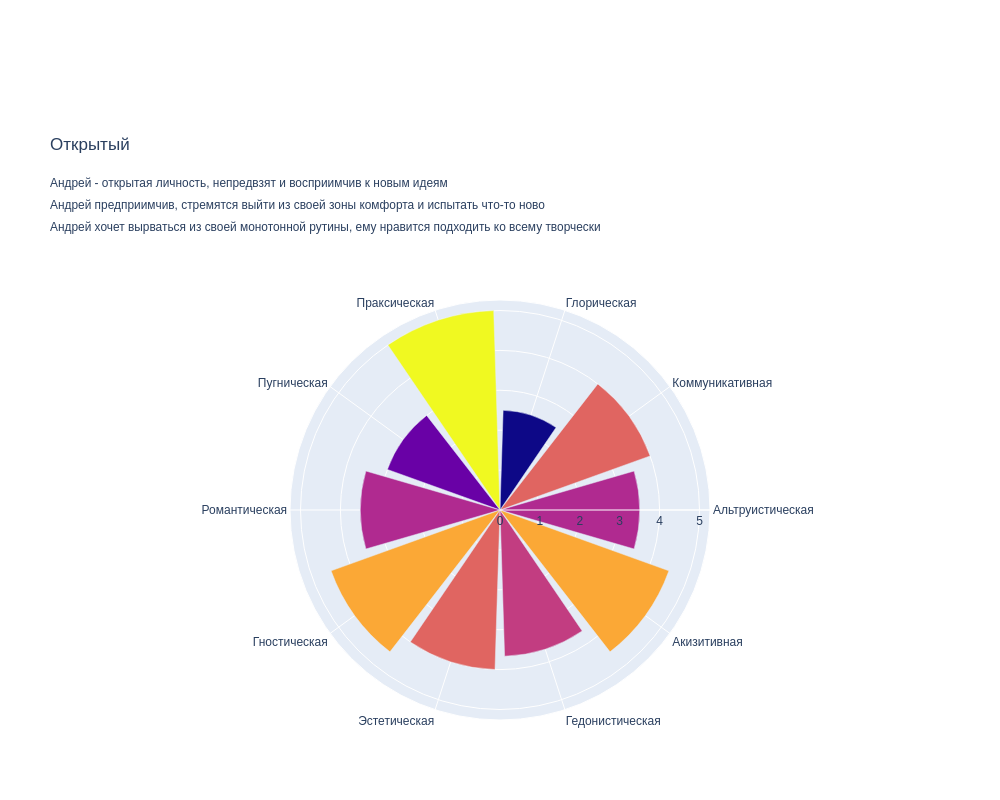 Открытый
Андрей - открытая личность, непредвзят и восприимчив к новым идеям
Андрей предприимчив, стремятся выйти из своей зоны комфорта и испытать что-то ново
Андрей хочет вырваться из своей монотонной рутины, ему нравится подходить ко всему творчески
Праксическая
Глорическая
Пугническая
Коммуникативная
Романтическая
Альтруистическая
0 1 2 3 4 5
Гностическая
Акизитивная
Эстетическая
Гедонистическая